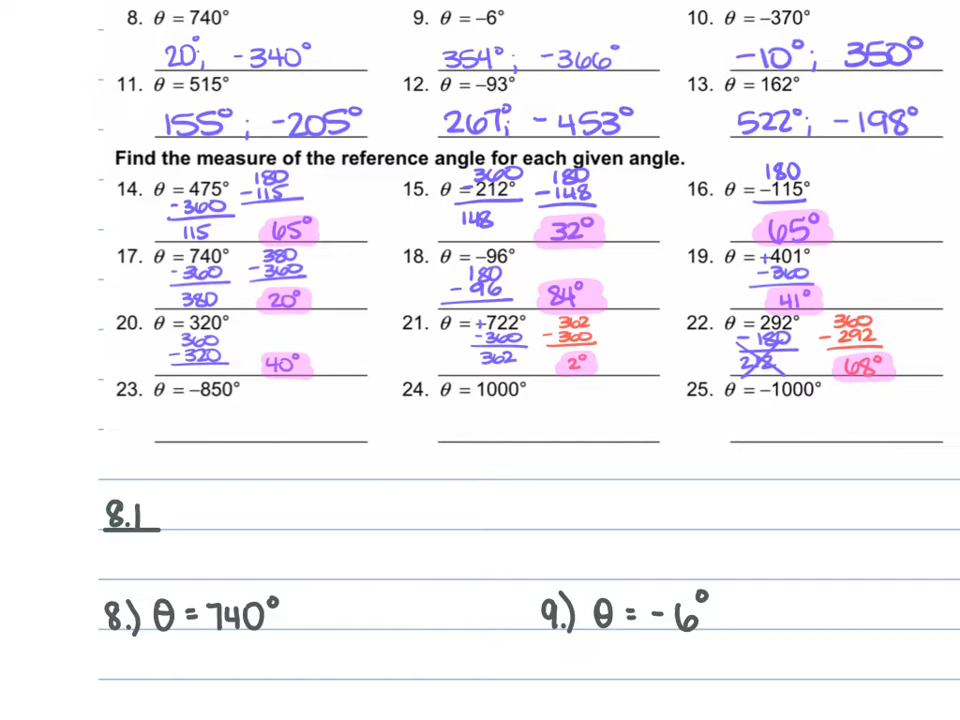 8. θ = 740° 9. θ = –6° 10. θ = –370°
20°; -340° 354°; -366° -10°; 350°
11. θ = 515° 12. θ = –93° 13. θ = 162°
155°; -205° 267°; -453° 522°; -198°
Find the measure of the reference angle for each given angle.
180 -360 180 180
14. θ = 475° -115 15. θ = 212° -148 16. θ = –115°
-360
115 65° 148 32° 65°
17. θ = 740° 380 18. θ = –96° 19. θ = +401°
-360 -360 180 -360
380 20° -96 84° 41°
20. θ = 320° 21. θ = +722° 362 22. θ = 292° 360
360 -360 -360 -180 -292
-320 40° 362 2° 68°
23. θ = –850° 24. θ = 1000° 25. θ = –1000°
8.1
8.) θ = 740° 9.) θ = -6°